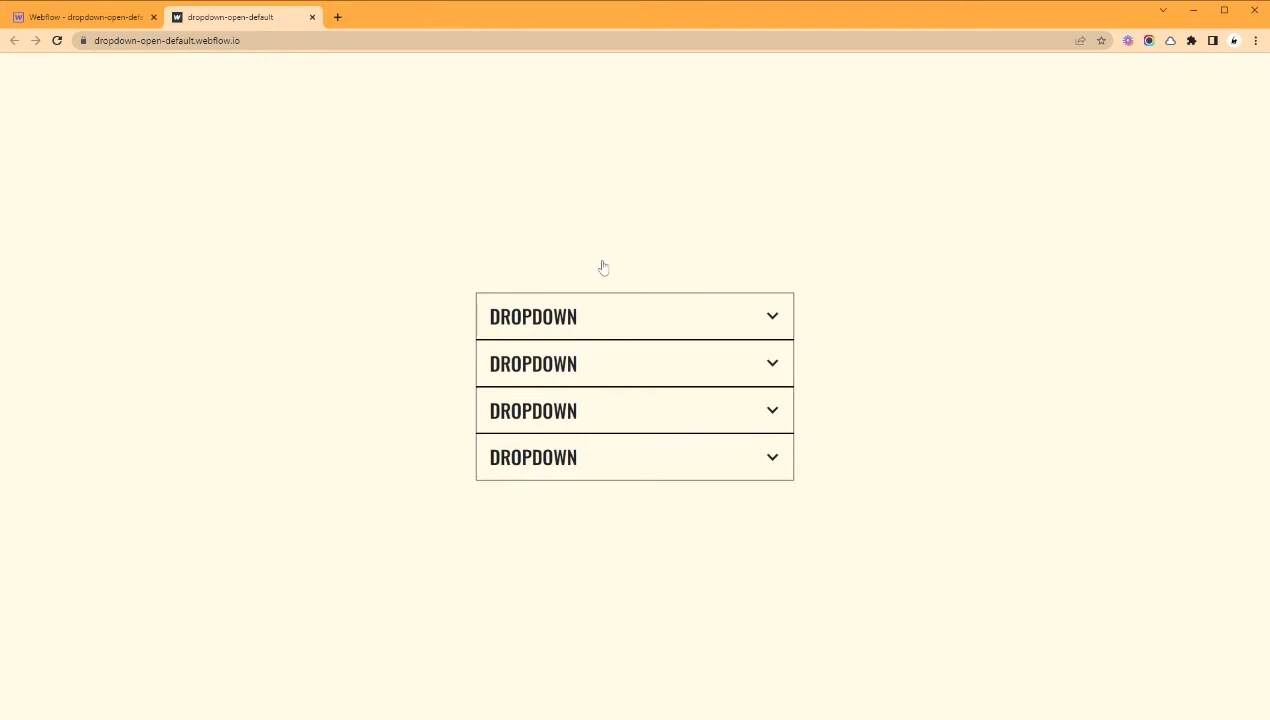 Webflow - dropdown-open-defa
dropdown-open-default
dropdown-open-default.webflow.io
DROPDOWN
DROPDOWN
DROPDOWN
DROPDOWN